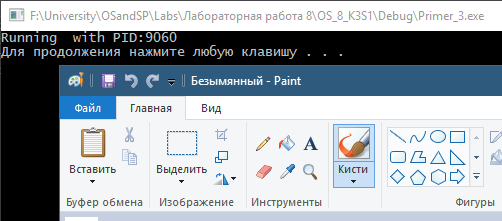 F:\University\OSandSP\Labs\Лабораторная работа 8\OS_8_K3S1\Debug\Primer_3.exe
Running  with PID:9060
Для продолжения нажмите любую клавишу . . .
Безымянный - Paint
Файл Главная Вид
Вставить Выделить A Кисти
Буфер обмена Изображение Инструменты Фигуры